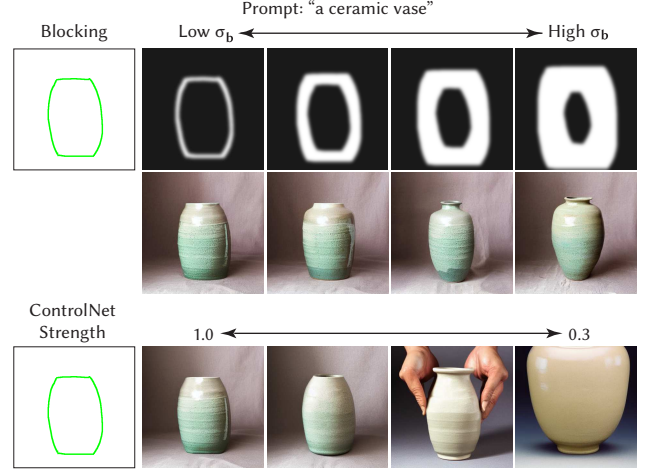 Prompt: “a ceramic vase”
Blocking
Low σb
High σb
ControlNet
Strength
1.0
0.3